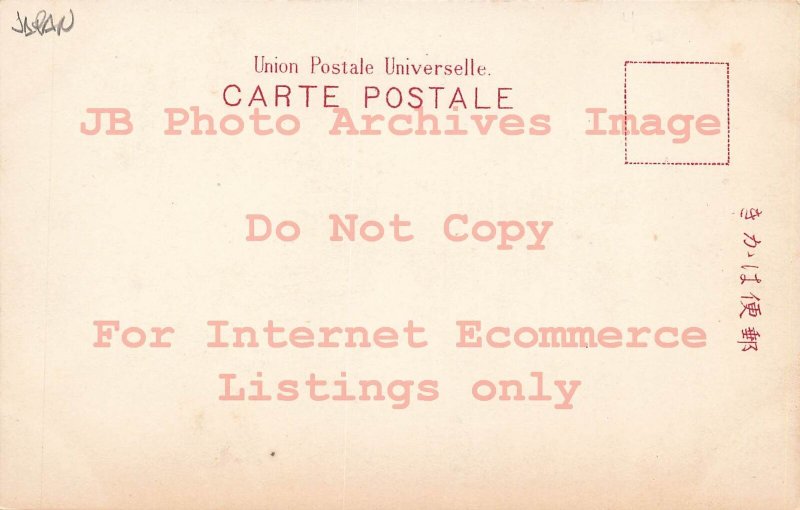 JAPAN
Union Postale Universelle.
CARTE POSTALE
JB Photo Archives Image
Do Not Copy
For Internet Ecommerce
Listings only
きかゝは便郵